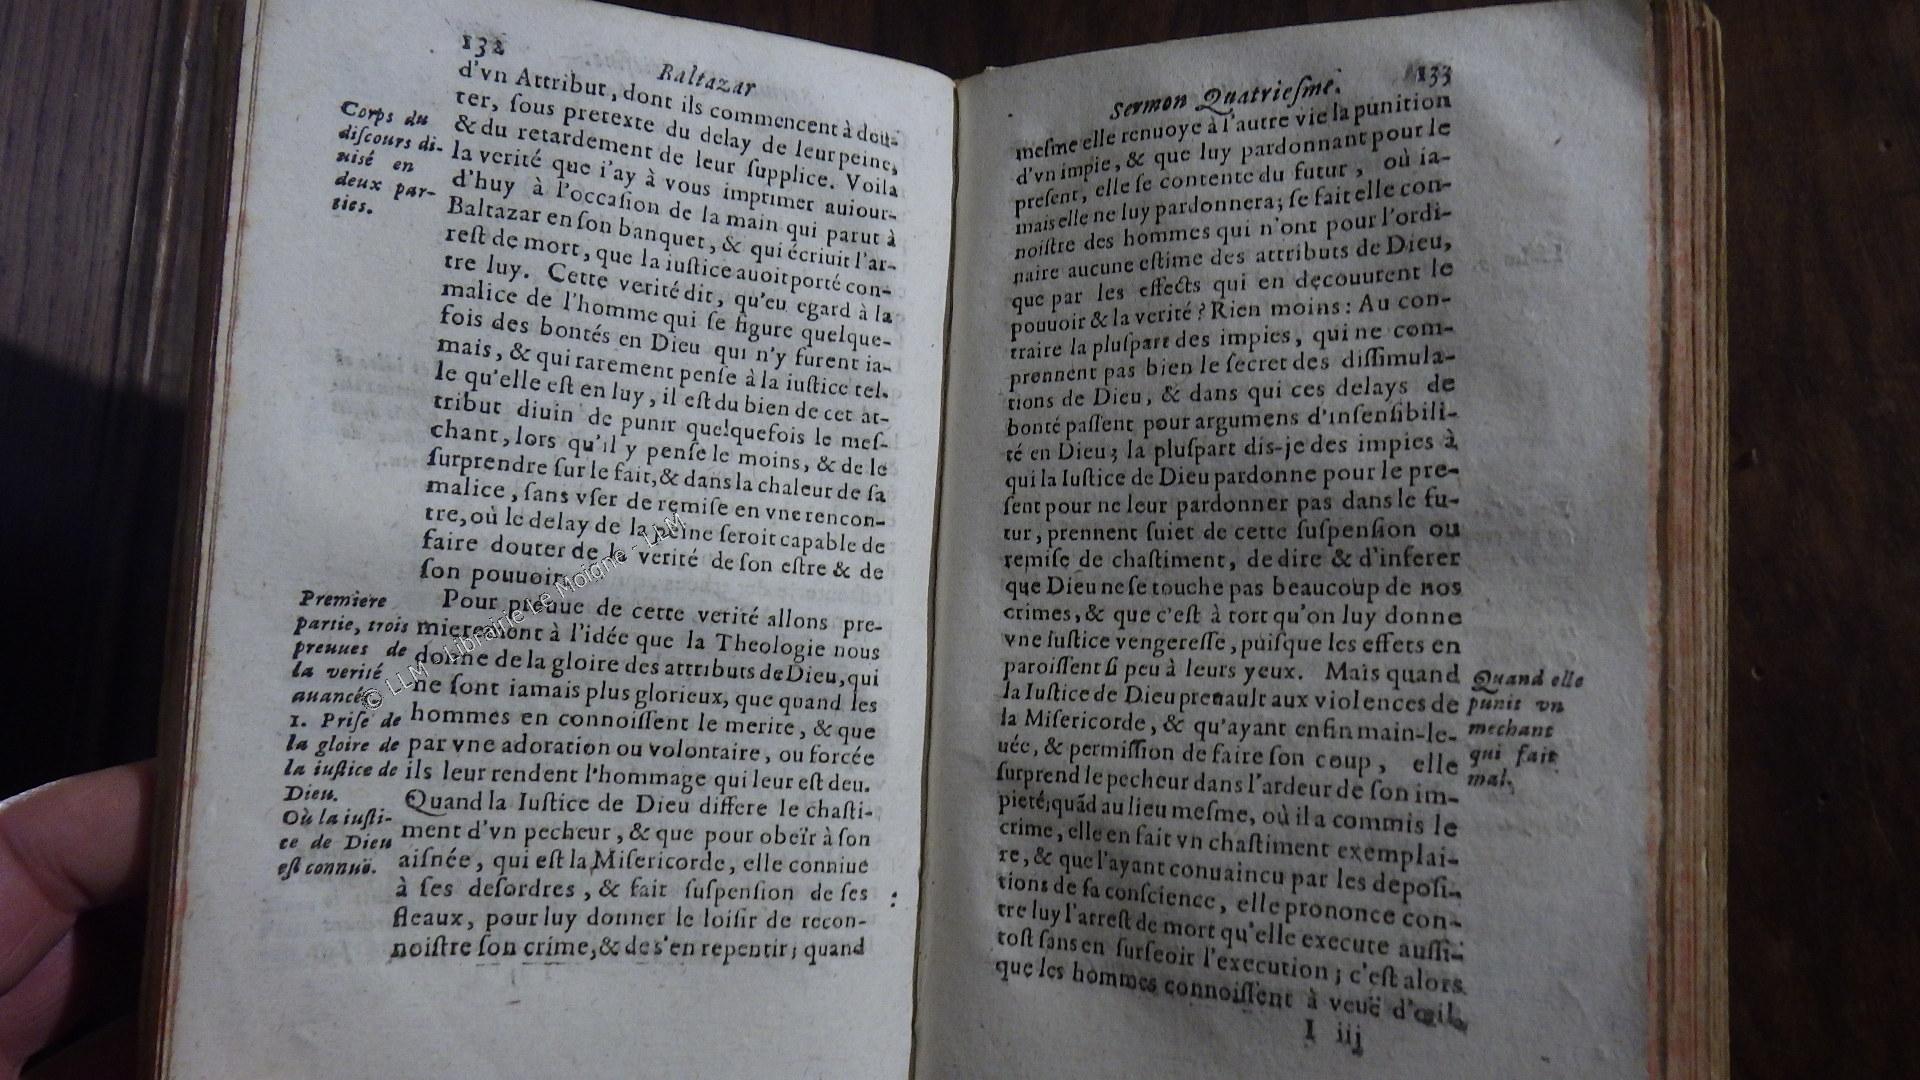 132
Baltazar
d'vn Attribut, dont ils commencent à dou-
ter, ſous pretexte du delay de leur peine,
& du retardement de leur ſupplice. Voila
la verité que i'ay à vous imprimer auiour-
d'huy à l'occaſion de la main qui parut à
Baltazar en ſon banquet, & qui écriuit l'ar-
reſt de mort, que la iuſtice auoit porté con-
tre luy. Cette verité dit, qu'eu egard à la
malice de l'homme qui ſe figure quelque-
fois des bontés en Dieu qui n'y furent ia-
mais, & qui rarement penſe à la iuſtice tel-
le qu'elle eſt en luy, il eſt du bien de cet at-
tribut diuin de punir quelquefois le meſ-
chant, lors qu'il y penſe le moins, & de le
ſurprendre ſur le fait, & dans la chaleur de ſa
malice, ſans vſer de remiſe en vne rencon-
tre, où le delay de la peine ſeroit capable de
faire douter de la verité de ſon eſtre & de
ſon pouuoir.
Corps du
diſcours di-
uisé en
deux par-
ties.
Pour preuue de cette verité allons pre-
mierement à l'idée que la Theologie nous
donne de la gloire des attributs de Dieu, qui
ne ſont iamais plus glorieux, que quand les
hommes en connoiſſent le merite, & que
par vne adoration ou volontaire, ou forcée
ils leur rendent l'hommage qui leur eſt deu.
Quand la Iuſtice de Dieu differe le chaſti-
ment d'vn pecheur, & que pour obeïr à ſon
aiſnée, qui eſt la Miſericorde, elle conniue
à ſes deſordres, & fait ſuſpenſion de ſes
fleaux, pour luy donner le loiſir de recon-
noiſtre ſon crime, & de s'en repentir; quand
Premiere
partie, trois
preuues de
la verité
auancée
1. Priſe de
la gloire de
la iuſtice de
Dieu.
Où la iuſti-
ce de Dieu
eſt connuë.
© LLM - Librairie Le Moigne - LLM
Sermon Quatrieſme.
133
meſme elle renuoye à l'autre vie la punition
d'vn impie, & que luy pardonnant pour le
preſent, elle ſe contente du futur, où ia-
mais elle ne luy pardonnera; ſe fait elle con-
noiſtre des hommes qui n'ont pour l'ordi-
naire aucune eſtime des attributs de Dieu,
que par les effects qui en decouurent le
pouuoir & la verité? Rien moins: Au con-
traire la pluſpart des impies, qui ne com-
prennent pas bien le ſecret des diſſimula-
tions de Dieu, & dans qui ces delays de
bonté paſſent pour argumens d'inſenſibili-
té en Dieu; la pluſpart dis-je des impies à
qui la Iuſtice de Dieu pardonne pour le pre-
ſent pour ne leur pardonner pas dans le fu-
tur, prennent ſuiet de cette ſuſpenſion ou
remiſe de chaſtiment, de dire & d'inferer
que Dieu ne ſe touche pas beaucoup de nos
crimes, & que c'eſt à tort qu'on luy donne
vne iuſtice vengereſſe, puiſque les effets en
paroiſſent ſi peu à leurs yeux. Mais quand
la Iuſtice de Dieu preuault aux violences de
la Miſericorde, & qu'ayant enfin main-le-
uée, & permiſſion de faire ſon coup, elle
ſurprend le pecheur dans l'ardeur de ſon im-
pieté; quãd au lieu meſme, où il a commis le
crime, elle en fait vn chaſtiment exemplai-
re, & que l'ayant conuaincu par les depoſi-
tions de ſa conſcience, elle prononce con-
tre luy l'arreſt de mort qu'elle execute auſſi-
toſt ſans en ſurſeoir l'execution; c'eſt alors
que les hommes connoiſſent à veuë d'œil,
Quand elle
punit vn
mechant
qui fait
mal.
I iij